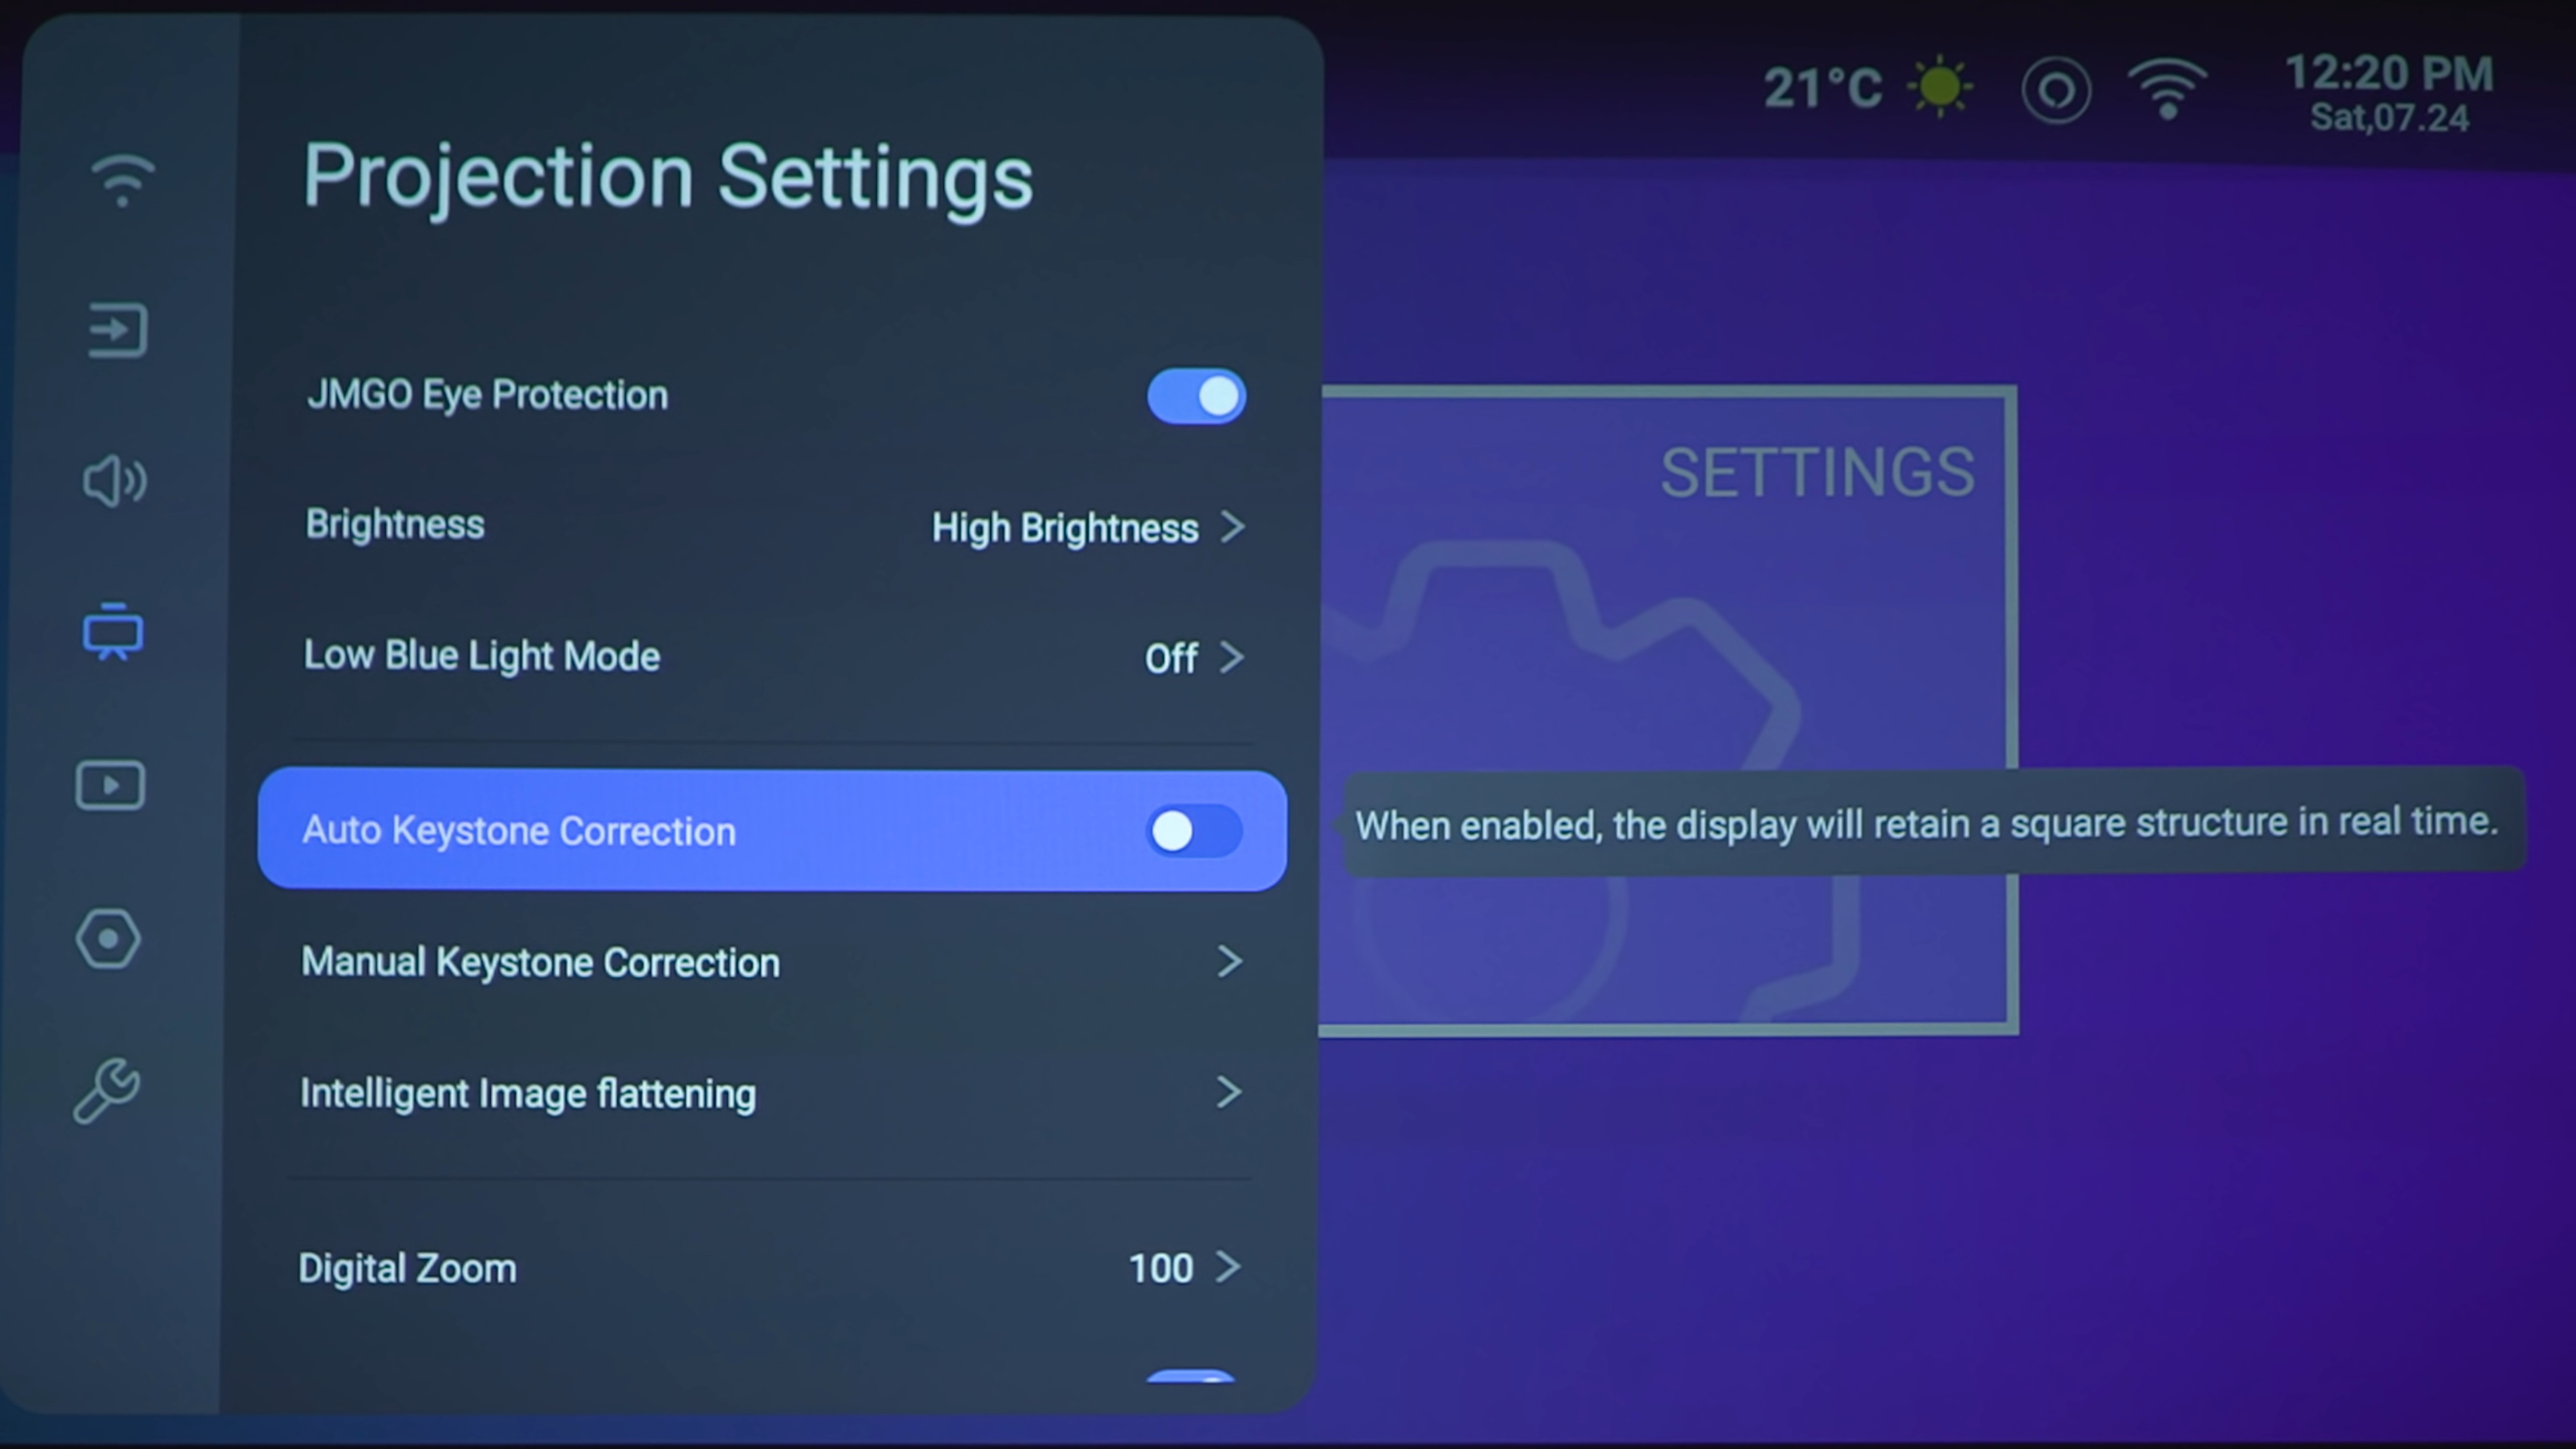 21°C
12:20 PM
Sat,07.24
Projection Settings
JMGO Eye Protection
Brightness High Brightness
Low Blue Light Mode Off
SETTINGS
Auto Keystone Correction
When enabled, the display will retain a square structure in real time.
Manual Keystone Correction
Intelligent Image flattening
Digital Zoom 100